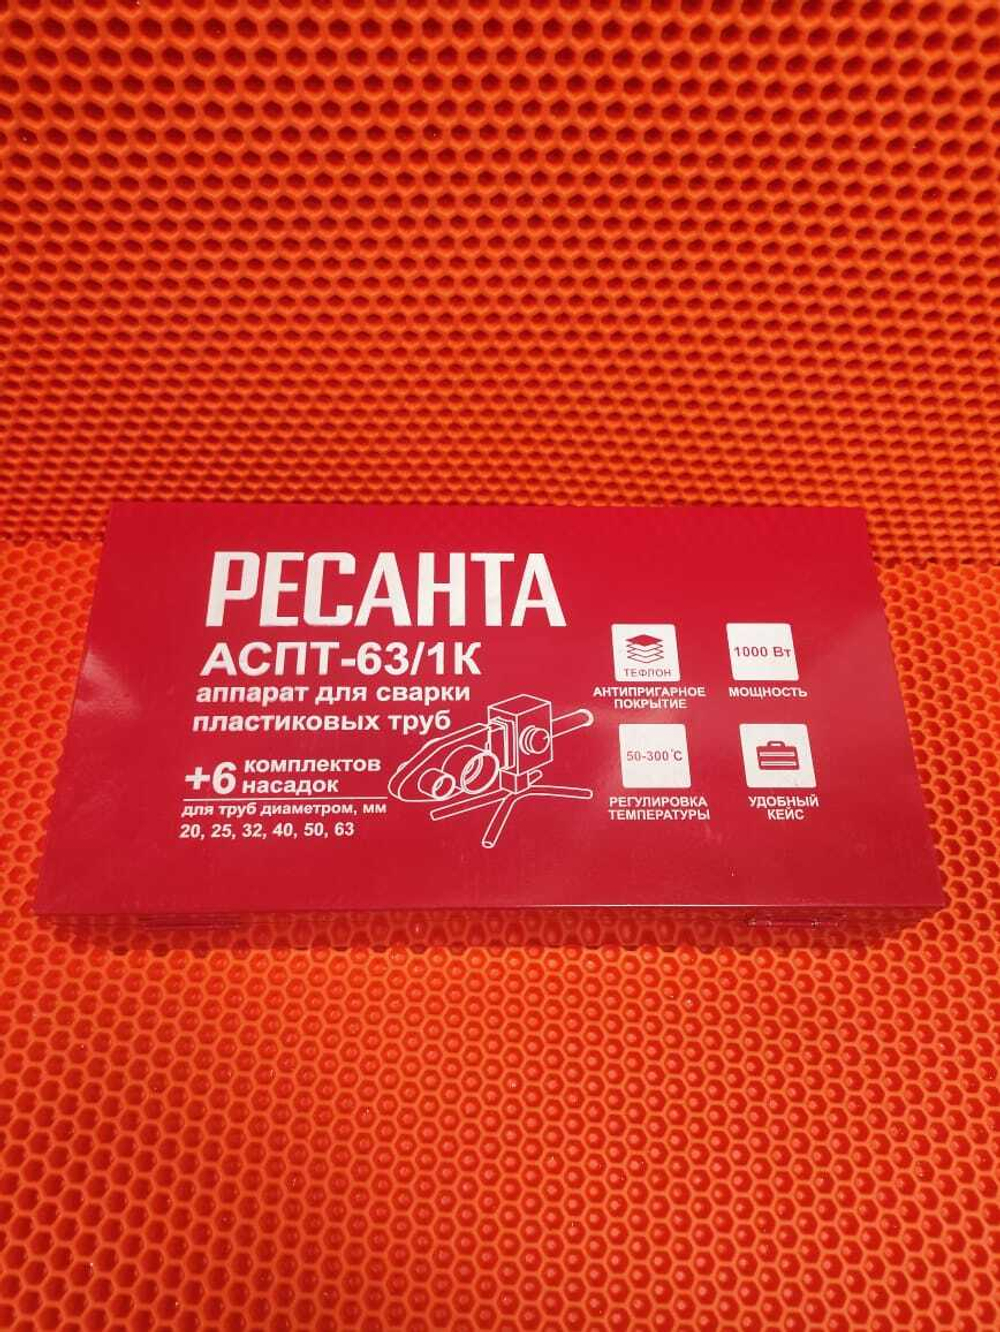 РЕСАНТА
АСПТ-63/1К
аппарат для сварки
пластиковых труб
+6 комплектов
насадок
для труб диаметром, мм
20, 25, 32, 40, 50, 63
ТЕФЛОН
АНТИПРИГАРНОЕ
ПОКРЫТИЕ
1000 Вт
МОЩНОСТЬ
50-300°С
РЕГУЛИРОВКА
ТЕМПЕРАТУРЫ
УДОБНЫЙ
КЕЙС